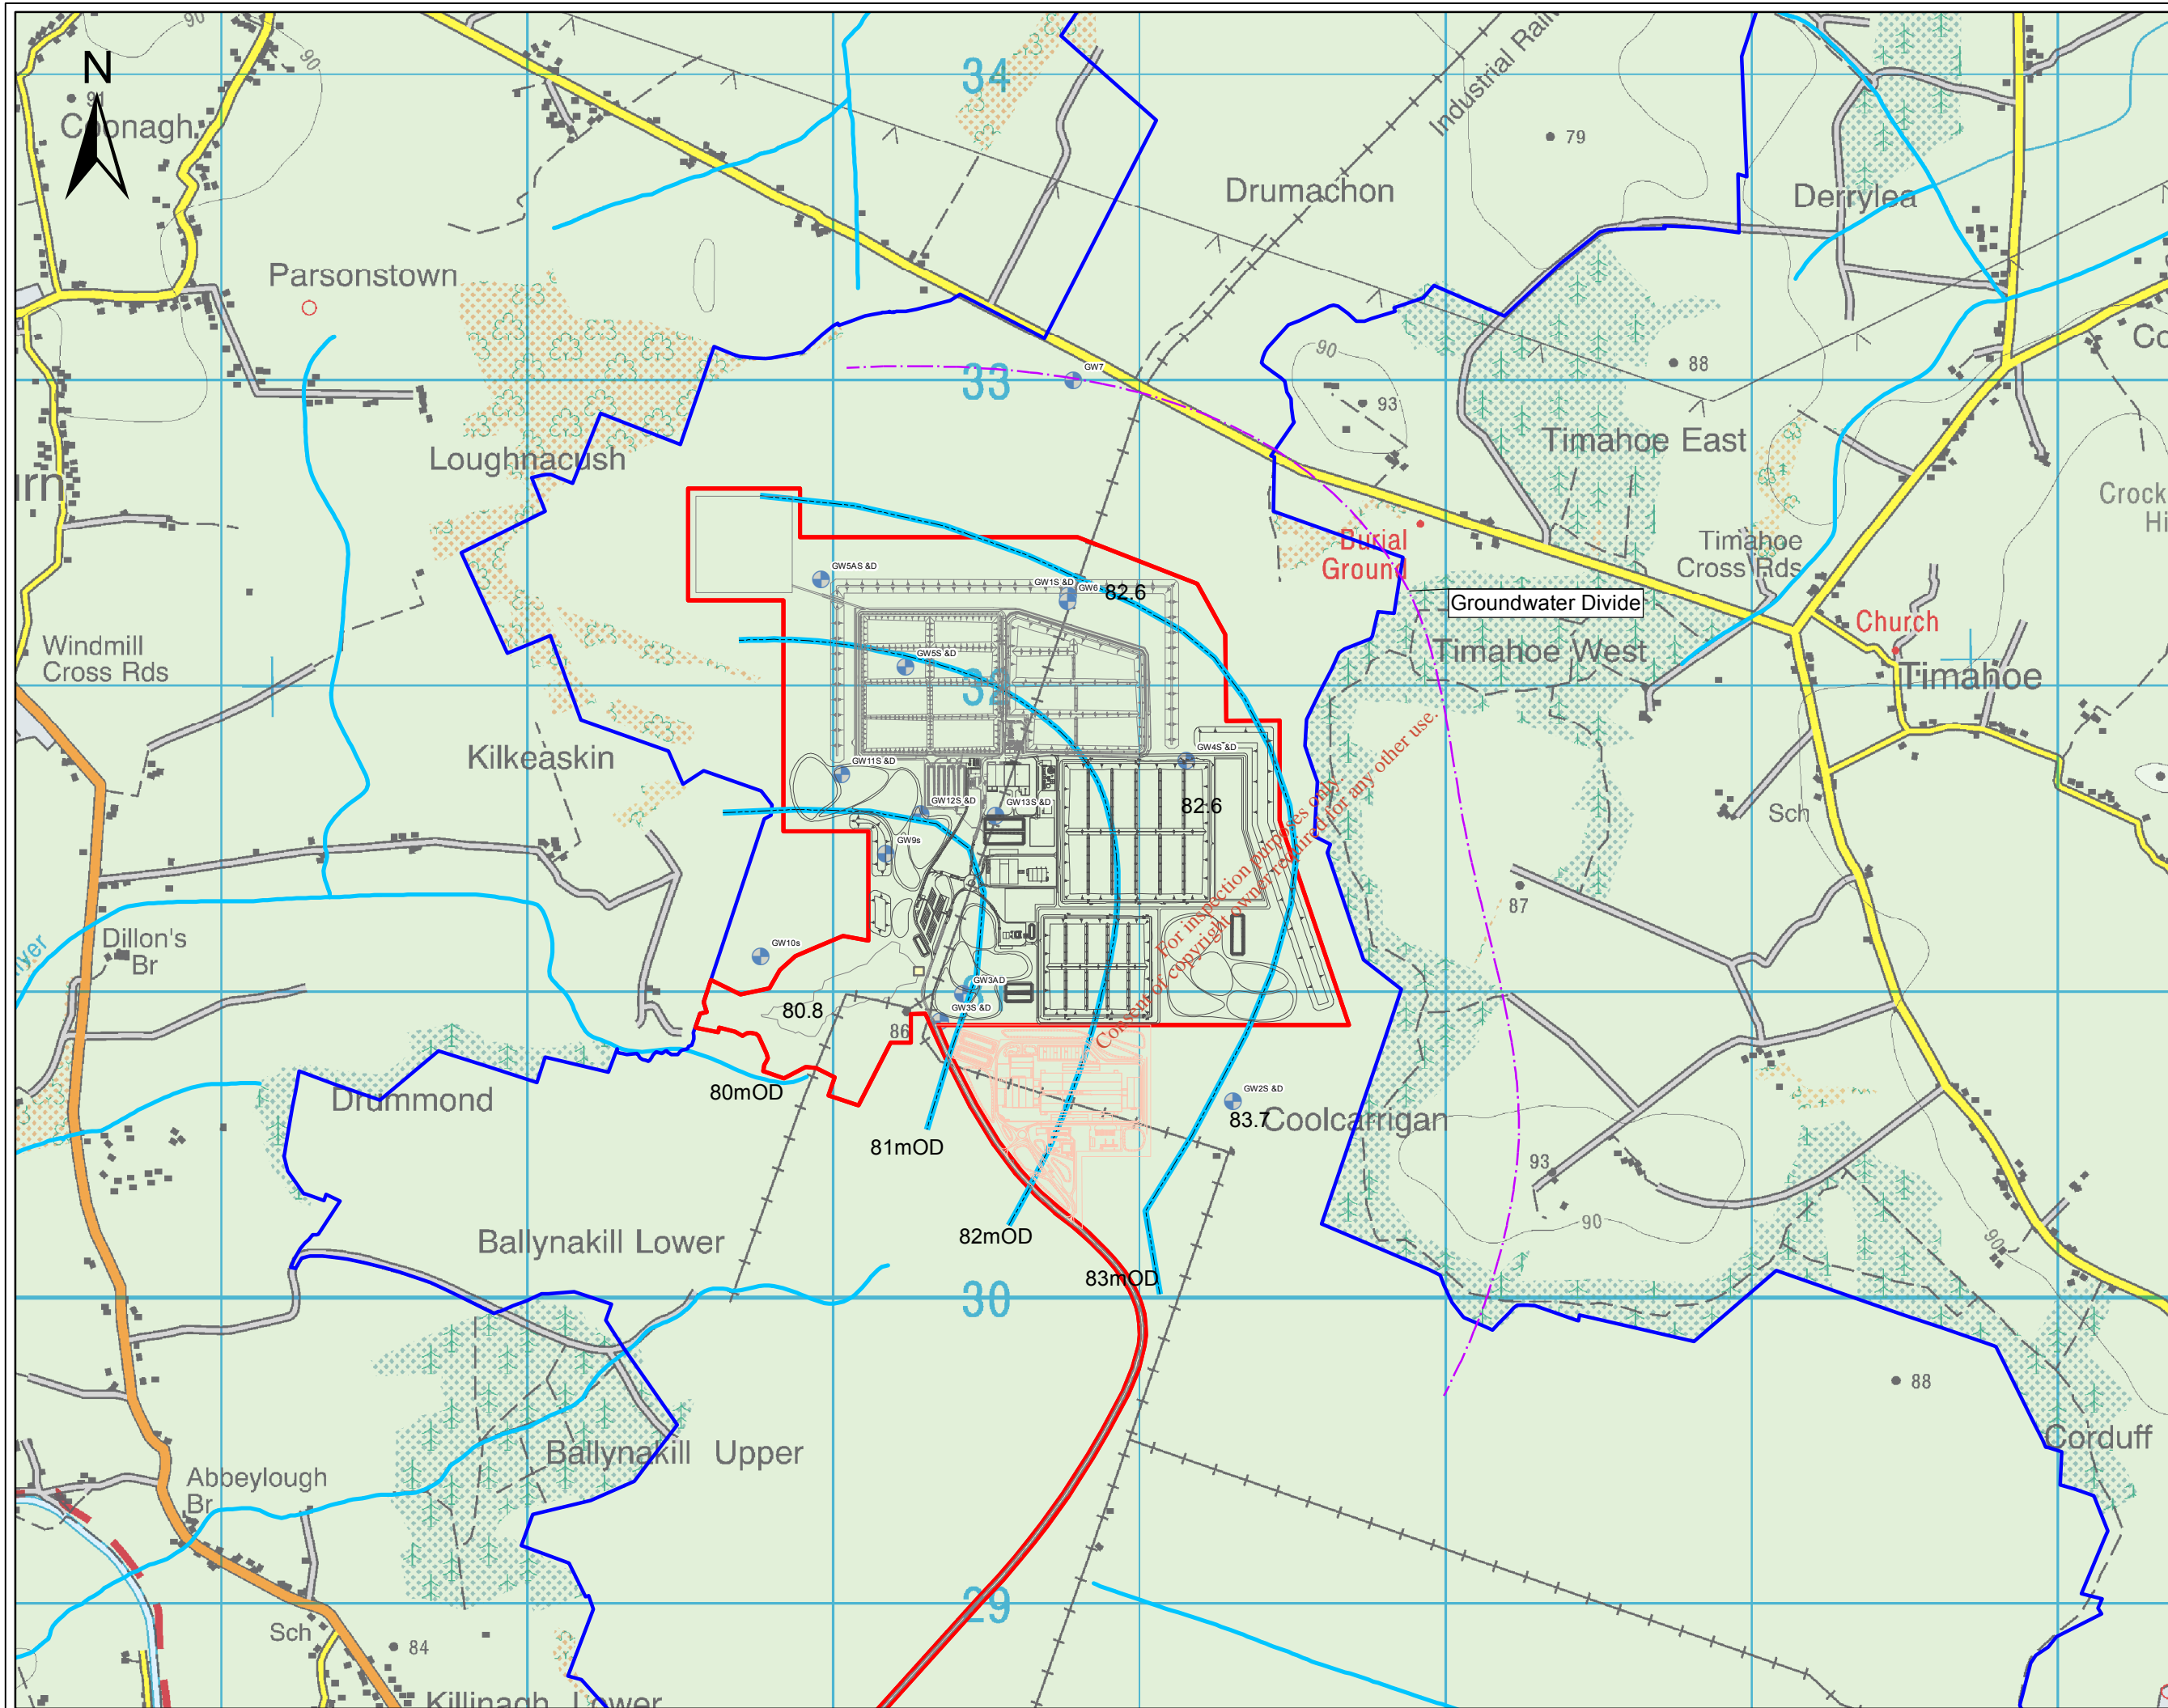 90
34
Industrial Rail
N
90
91
Coonagh
79
Drumachon
Derrylea
Parsonstown
Co
90
88
GW7
33
93
Timahoe East
Loughnacush
urn
Crock
Hi
Burial
Ground
Timahoe
Cross Rds
GW5AS &D
GW1S &D
GW6
82.6
Groundwater Divide
Church
Windmill
Cross Rds
GW5S &D
Timahoe West
32
Timahoe
Kilkeaskin
GW4S &D
GW11S &D
GW12S &D
GW13S &D
82.6
Sch
GW9s
87
For inspection purposes only.
Consent of copyright owner required for any other use.
Dillon's
Br
GW10s
GW3AD
80.8
GW3S &D
86
80mOD
Drummond
GW2S &D
83.7
Coolcarrigan
81mOD
93
90
90
Ballynakill Lower
82mOD
83mOD
30
88
Corduff
Ballynakill Upper
Abbeylough
Br
29
Sch
84
Killinagh Lower